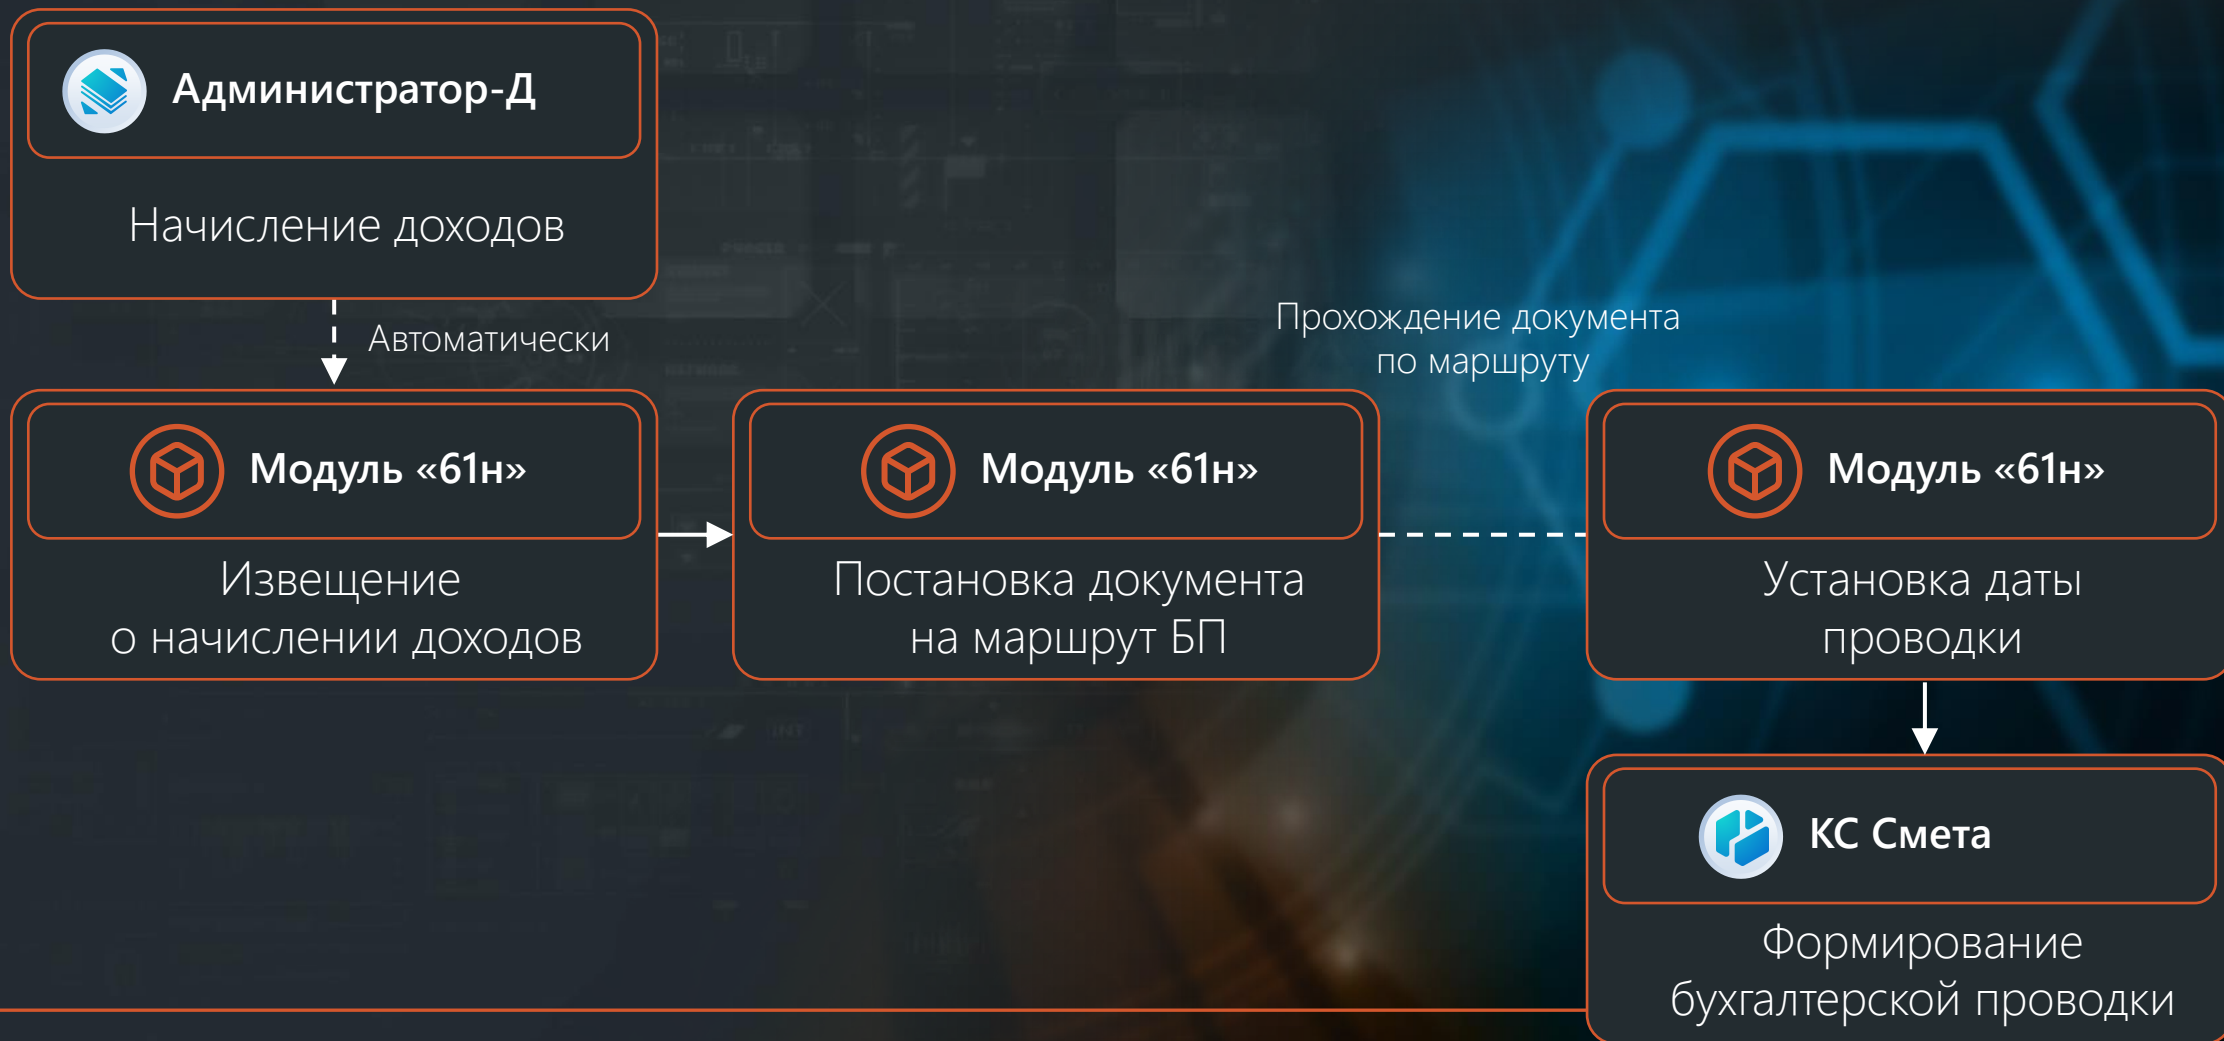 Администратор-Д
Начисление доходов
Автоматически
Прохождение документа
по маршруту
Модуль «61н»
Извещение
о начислении доходов
Модуль «61н»
Постановка документа
на маршрут БП
Модуль «61н»
Установка даты
проводки
КС Смета
Формирование
бухгалтерской проводки